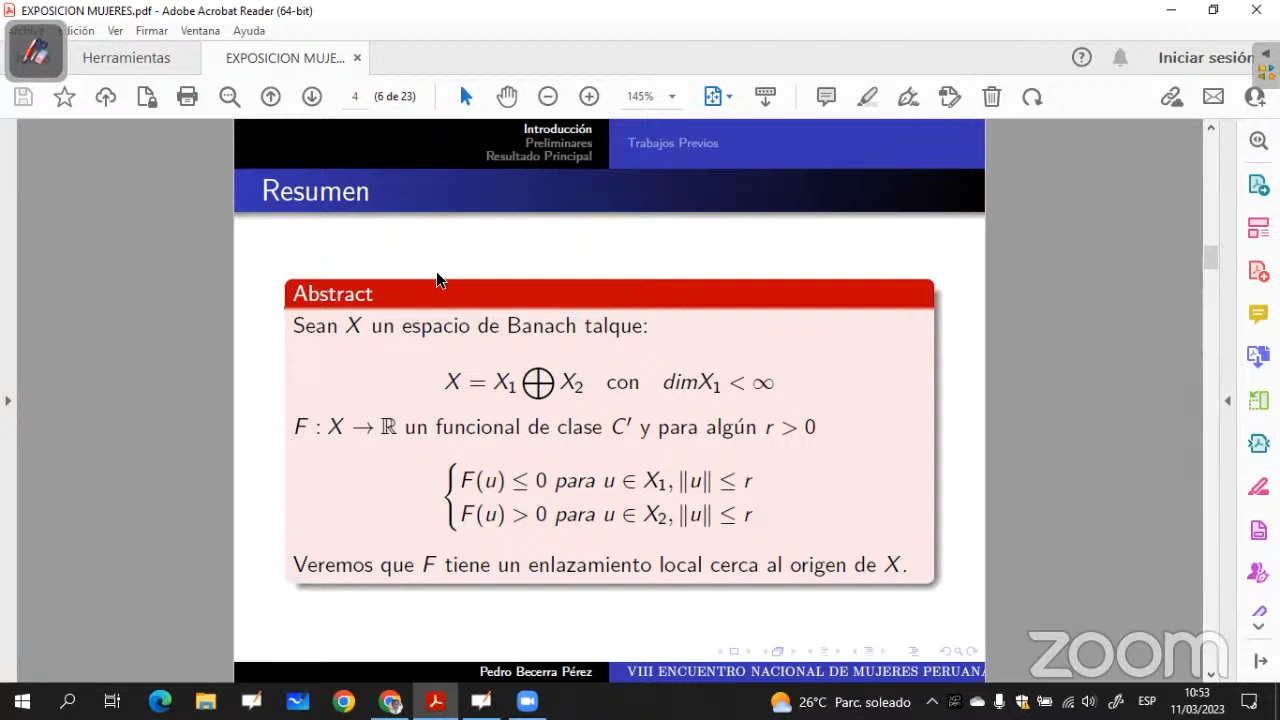 EXPOSICION MUJERES.pdf - Adobe Acrobat Reader (64-bit)
Edición Ver Firmar Ventana Ayuda
Herramientas
EXPOSICION MUJE... ×
Iniciar sesión
4 (6 de 23)
145%
Introducción
Preliminares
Resultado Principal
Trabajos Previos
Resumen
Abstract
Sean X un espacio de Banach talque:
X = X₁ ⨁ X₂ con dimX₁ < ∞
F : X → ℝ un funcional de clase C′ y para algún r > 0
F(u) ≤ 0 para u ∈ X₁, ‖u‖ ≤ r
F(u) > 0 para u ∈ X₂, ‖u‖ ≤ r
Veremos que F tiene un enlazamiento local cerca al origen de X.
Pedro Becerra Pérez
VIII ENCUENTRO NACIONAL DE MUJERES PERUANA
zoom
26°C Parc. soleado
ESP
10:53
11/03/2023